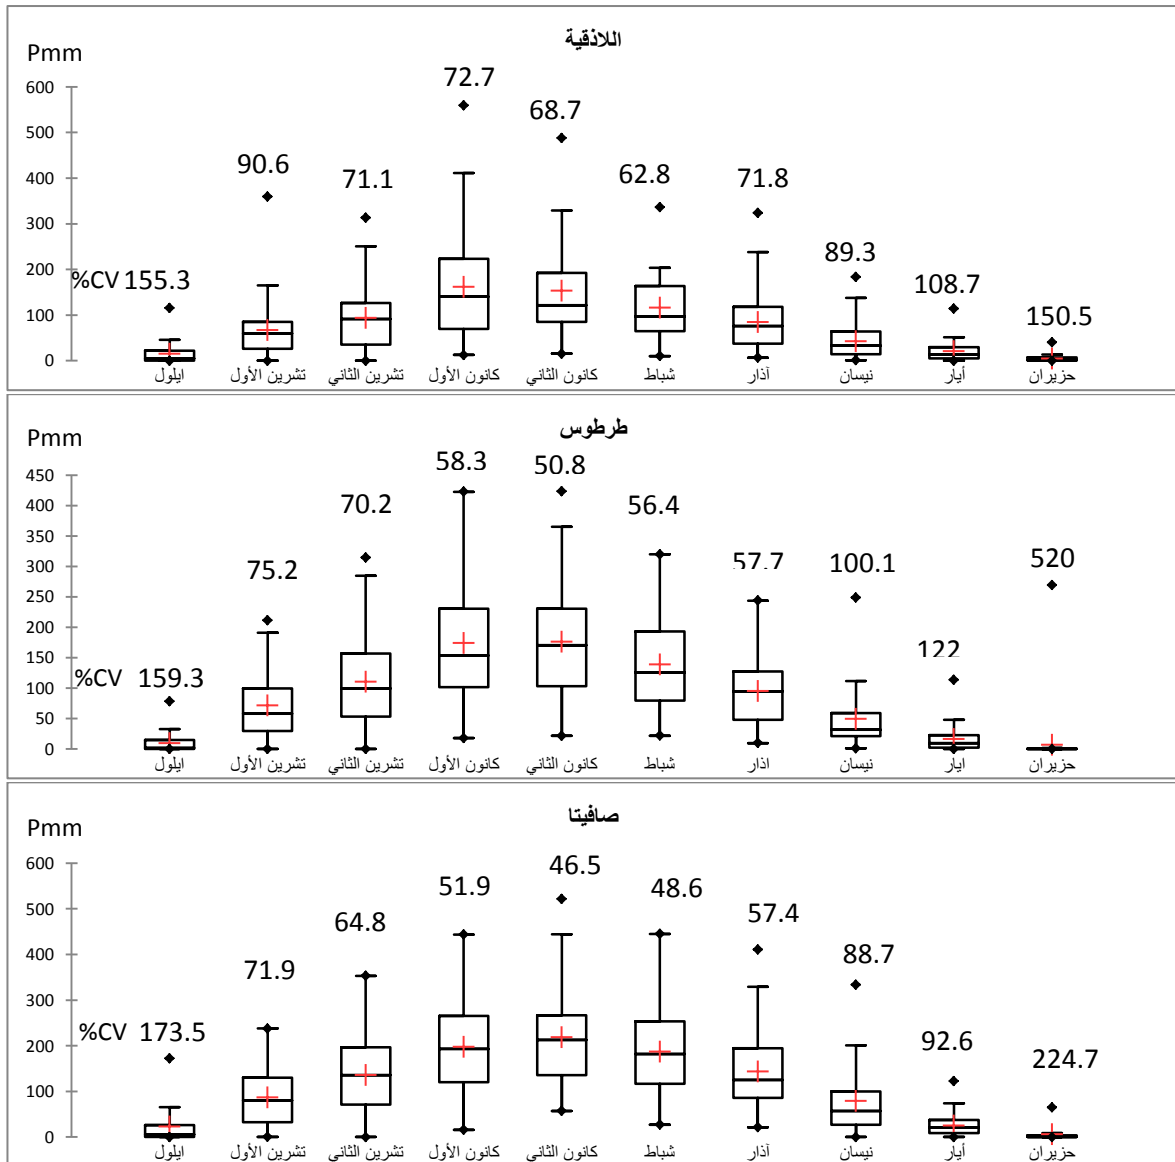 اللاذقية
Pmm
600
500
400
300
200
100
0
%CV 155.3 90.6 71.1 72.7 68.7 62.8 71.8 89.3 108.7 150.5
ايلول تشرين الأول تشرين الثاني كانون الأول كانون الثاني شباط آذار نيسان أيار حزيران
طرطوس
Pmm
450
400
350
300
250
200
150
100
50
0
%CV 159.3 75.2 70.2 58.3 50.8 56.4 57.7 100.1 122 520
ايلول تشرين الأول تشرين الثاني كانون الأول كانون الثاني شباط اذار نيسان ايار حزيران
صافيتا
Pmm
600
500
400
300
200
100
0
%CV 173.5 71.9 64.8 51.9 46.5 48.6 57.4 88.7 92.6 224.7
ايلول تشرين الأول تشرين الثاني كانون الأول كانون الثاني شباط آذار نيسان أيار حزيران